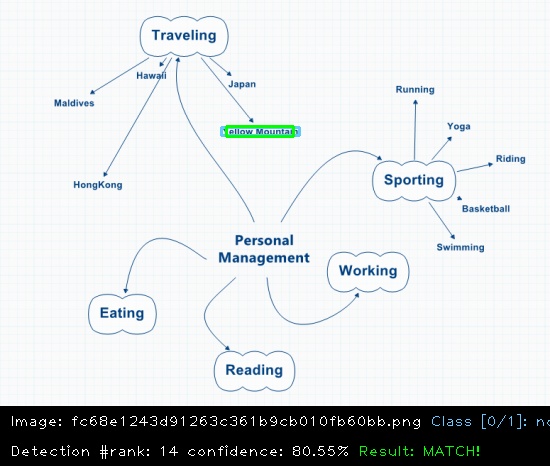 Traveling
Hawaii
Japan
Maldives
Yellow Mountain
HongKong
Running
Yoga
Riding
Sporting
Basketball
Swimming
Personal
Management
Working
Eating
Reading
Image: fc68e1243d91263c361b9cb010fb60bb.png Class [0/1]: no
Detection #rank: 14 confidence: 80.55% Result: MATCH!